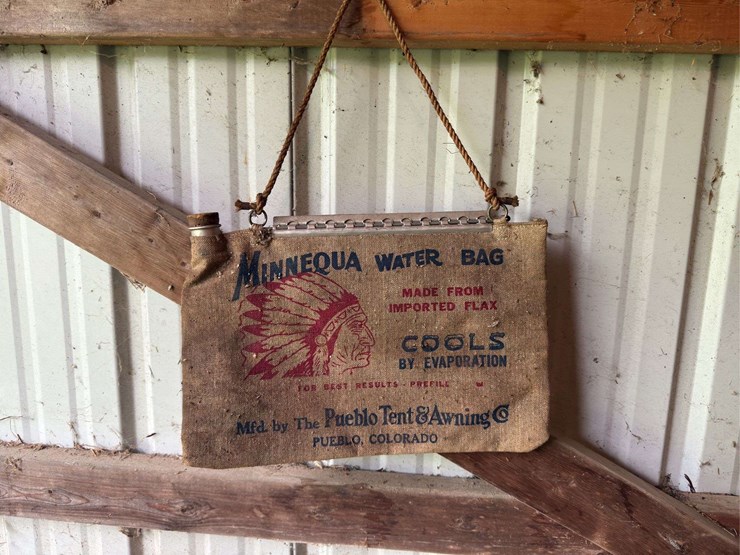 MINNEQUA WATER BAG
MADE FROM
IMPORTED FLAX
COOLS
BY EVAPORATION
FOR BEST RESULTS - PREFILL
Mfd. by The Pueblo Tent & Awning Co
PUEBLO, COLORADO